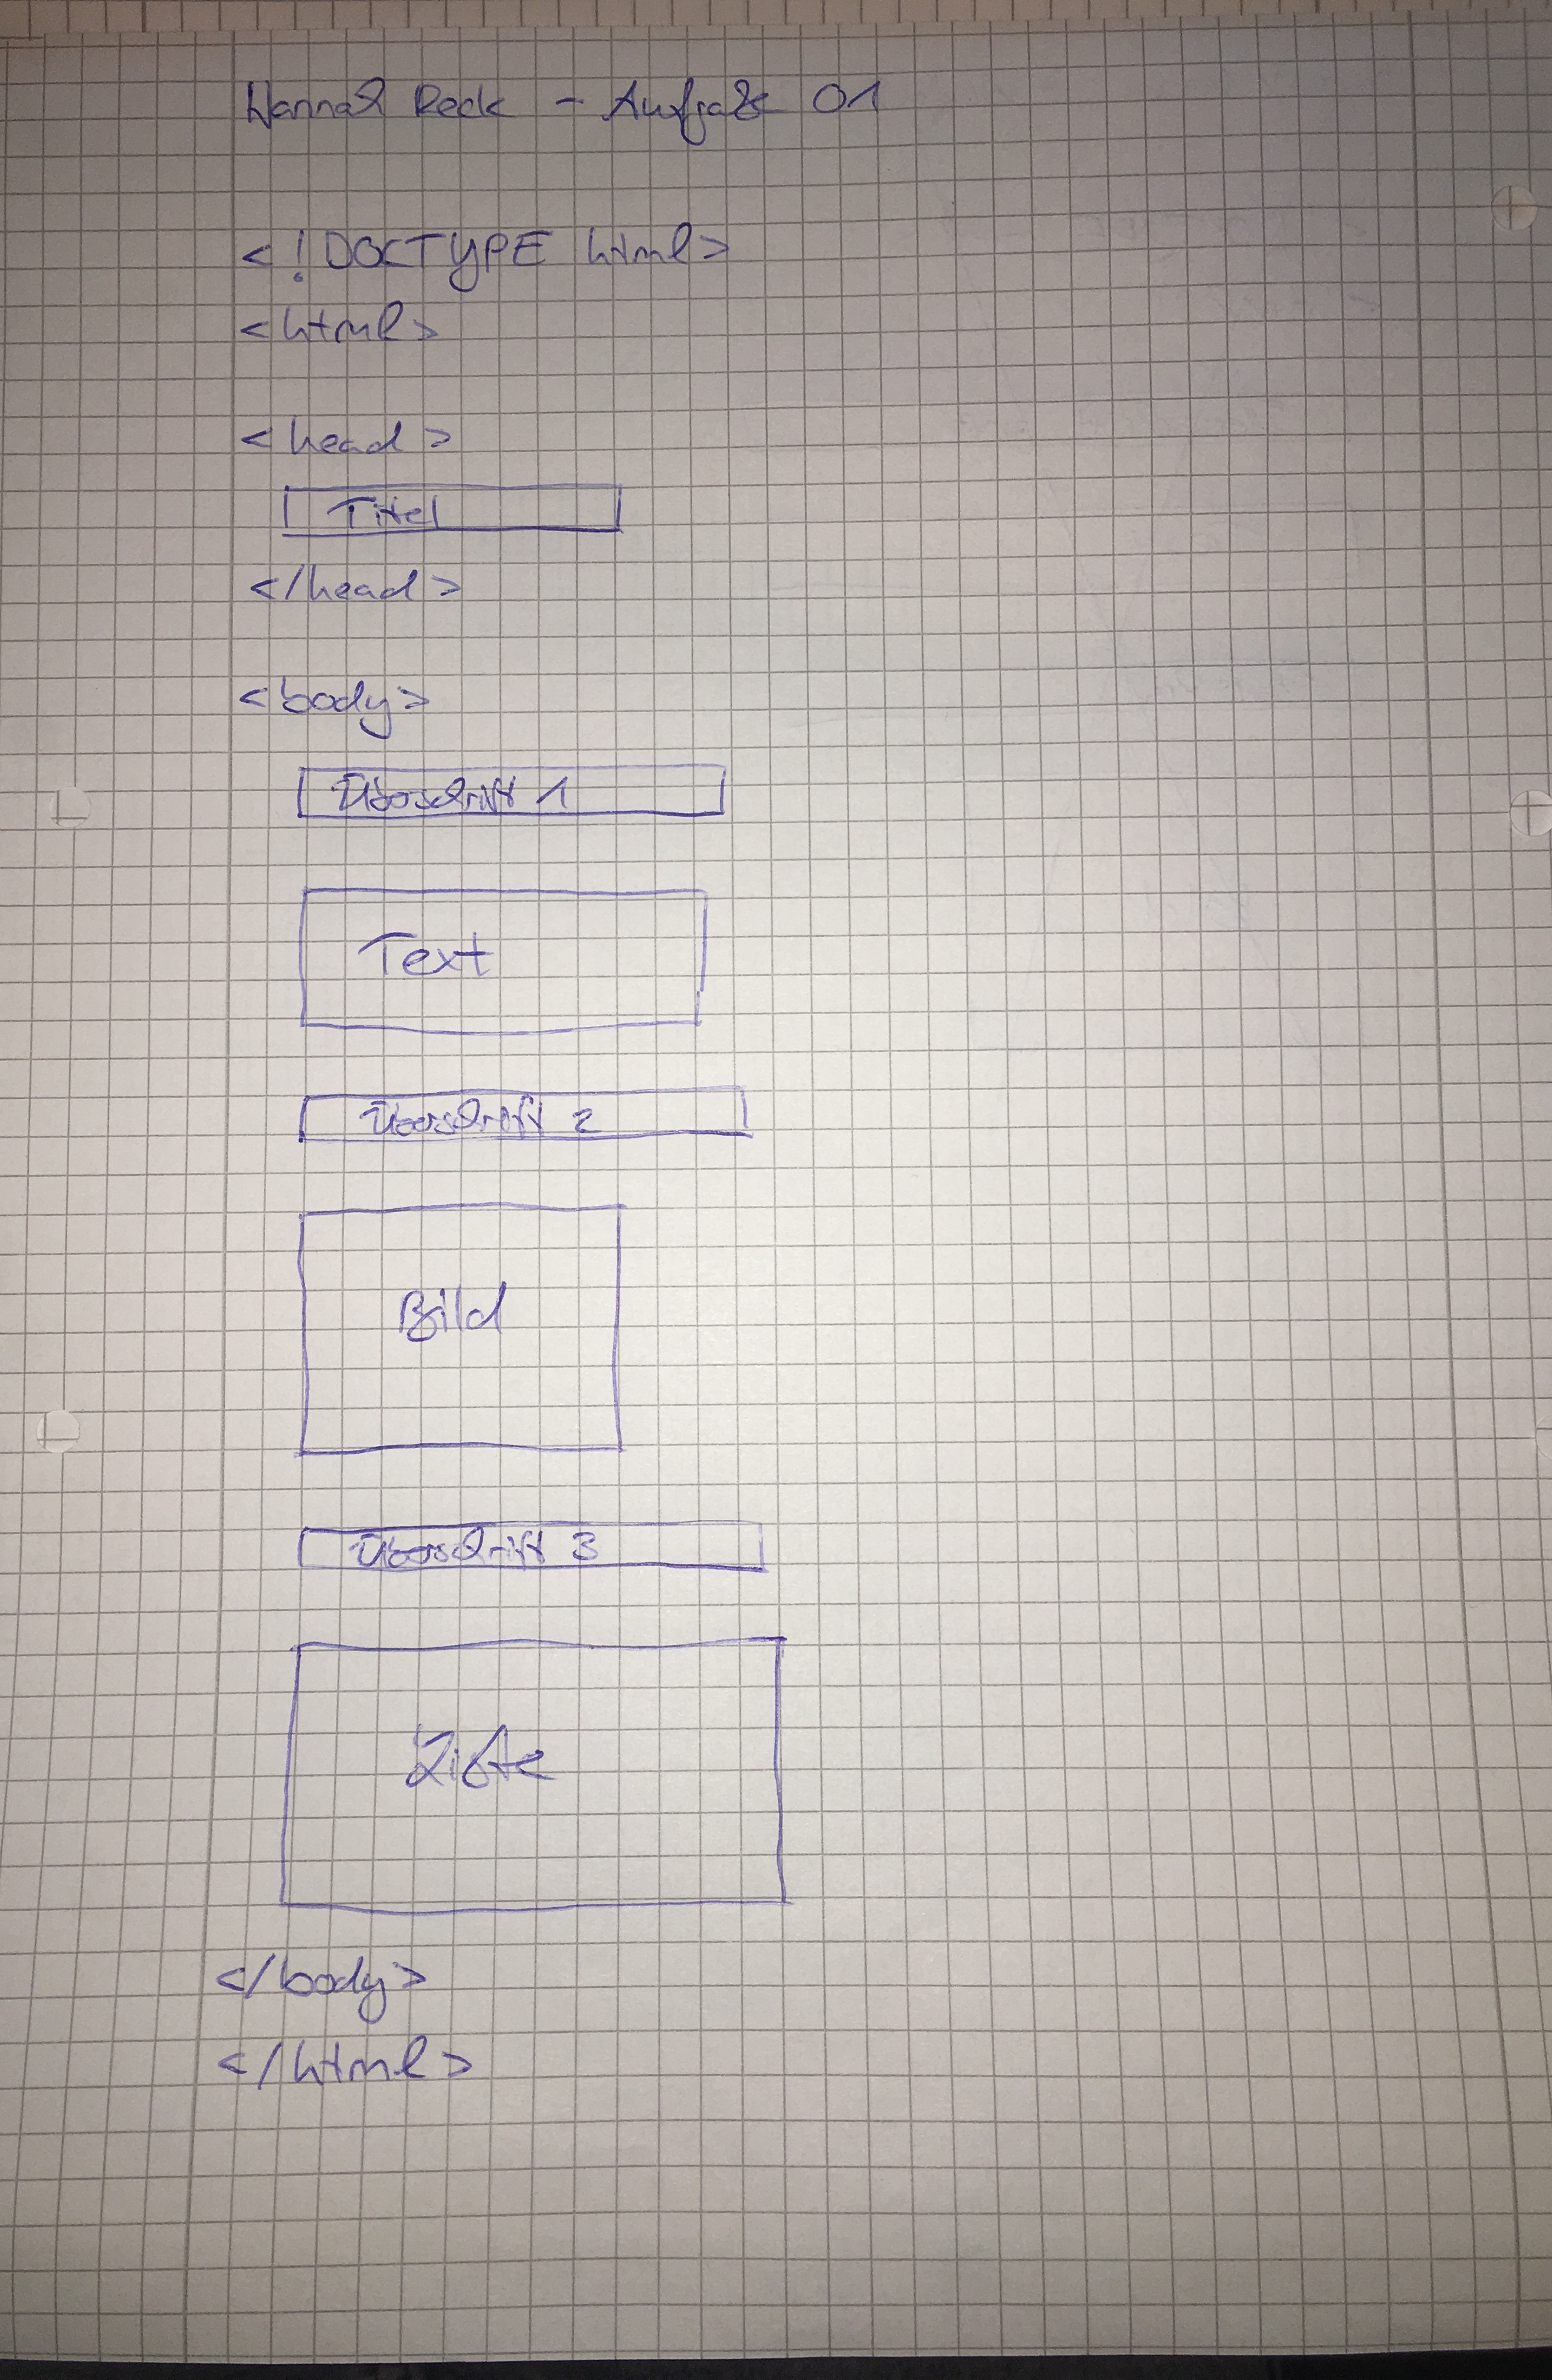 Hannah Reck - Aufgabe 01
<!DOCTYPE html>
<html>
<head>
Titel
</head>
<body>
Überschrift 1
Text
Überschrift 2
Bild
Überschrift 3
Liste
</body>
</html>